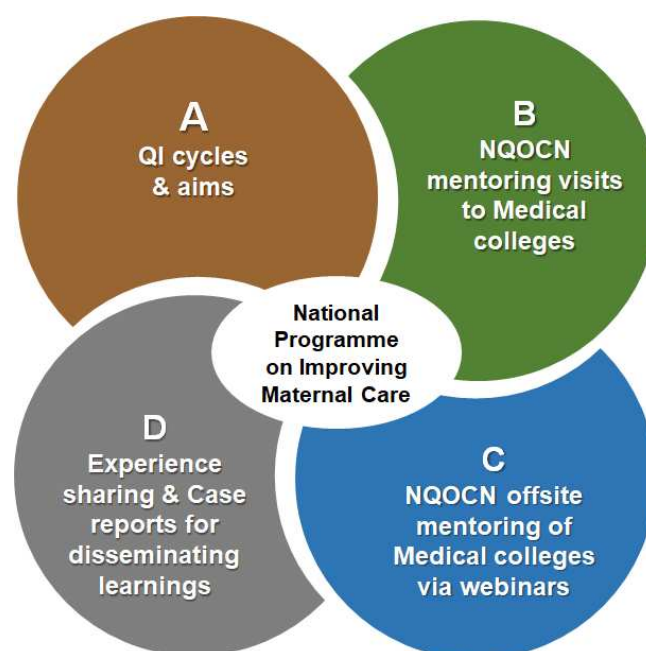 A
QI cycles
& aims
B
NQOCN
mentoring visits
to Medical
colleges
National
Programme
on Improving
Maternal Care
D
Experience
sharing & Case
reports for
disseminating
learnings
C
NQOCN offsite
mentoring of
Medical colleges
via webinars